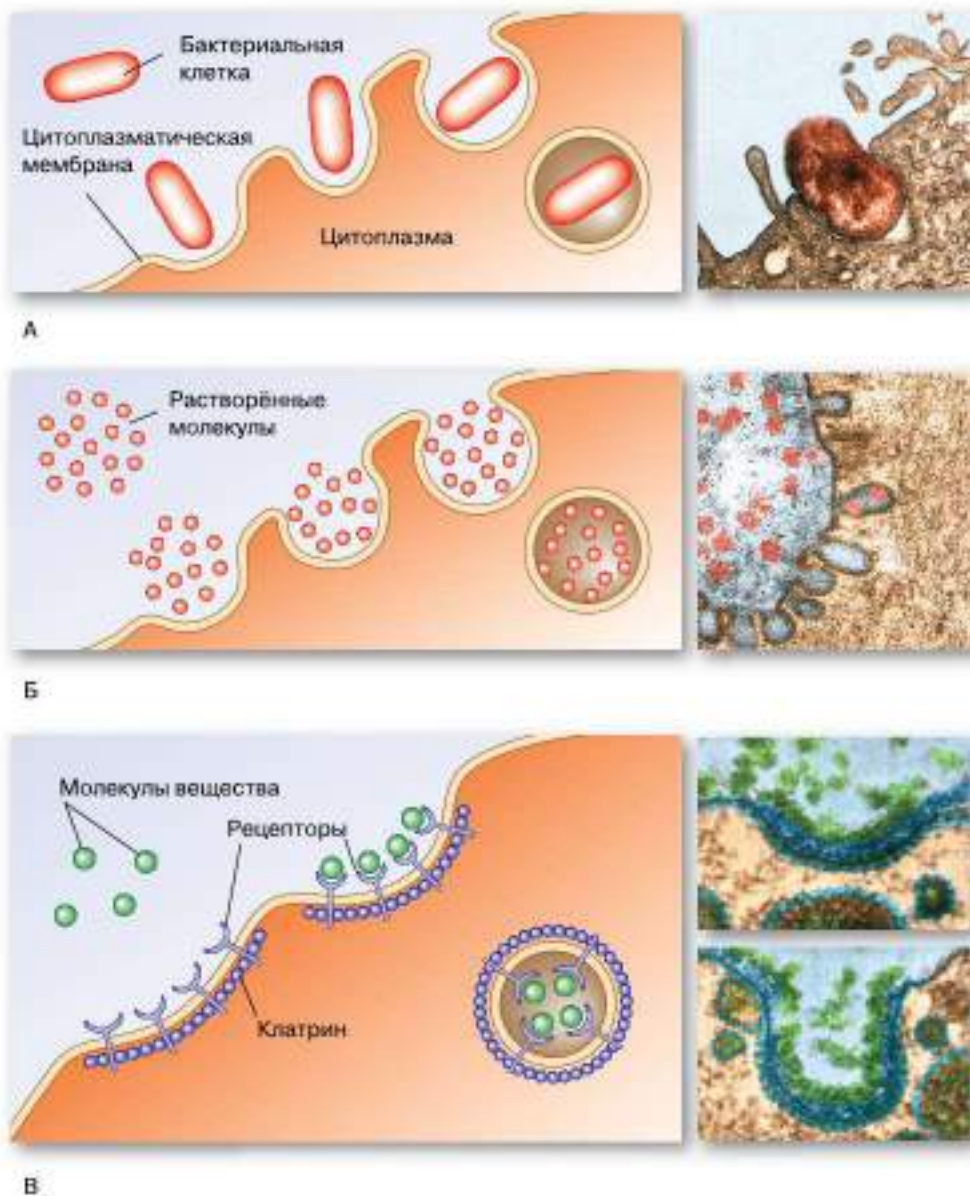 Бактериальная
клетка
Цитоплазматическая
мембрана
Цитоплазма
А
Растворённые
молекулы
Б
Молекулы вещества
Рецепторы
Клатрин
В